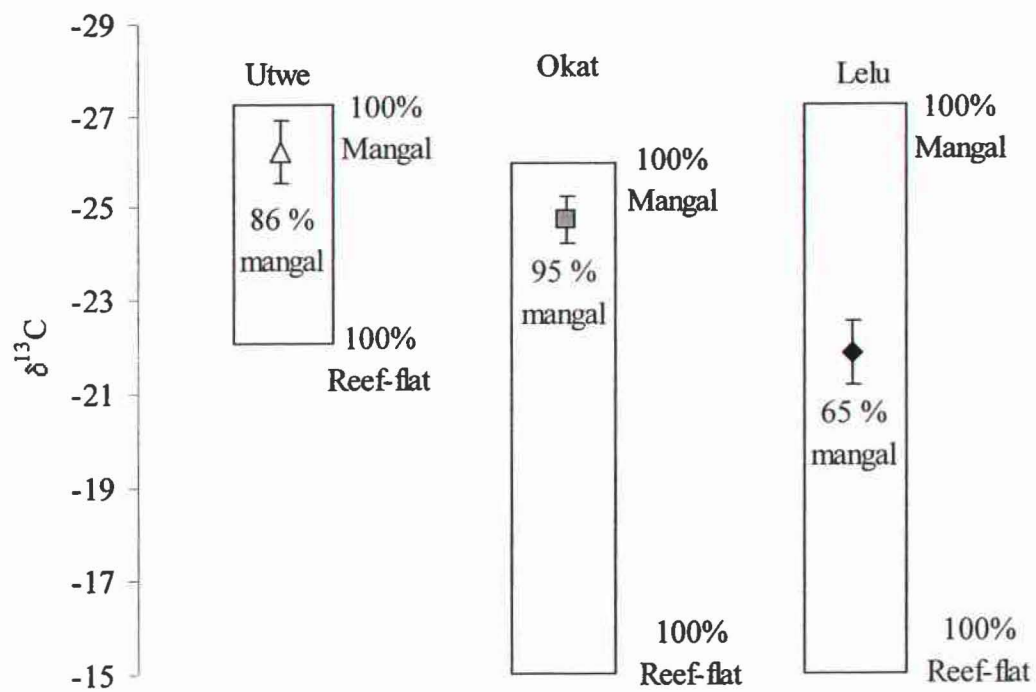 -29
-27
-25
-23
-21
-19
-17
-15
δ¹³C
Utwe
100%
Mangal
86 %
mangal
100%
Reef-flat
Okat
100%
Mangal
95 %
mangal
100%
Reef-flat
Lelu
100%
Mangal
65 %
mangal
100%
Reef-flat